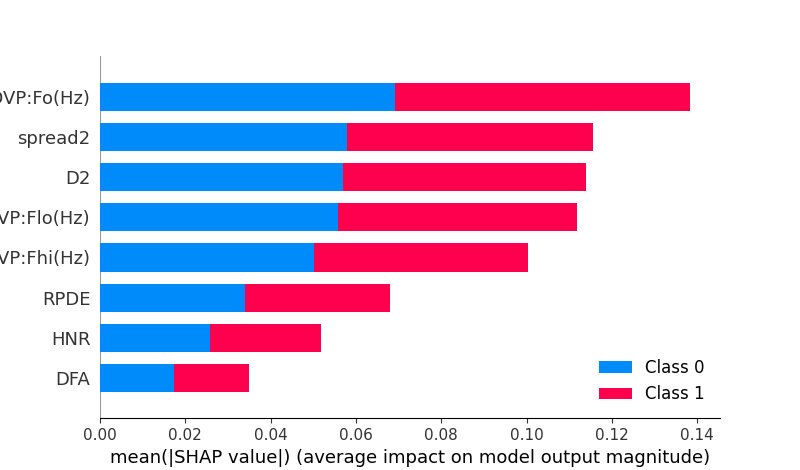 VP:Fo(Hz)
spread2
D2
VP:Flo(Hz)
VP:Fhi(Hz)
RPDE
HNR
DFA
Class 0
Class 1
0.00 0.02 0.04 0.06 0.08 0.10 0.12 0.14
mean(|SHAP value|) (average impact on model output magnitude)